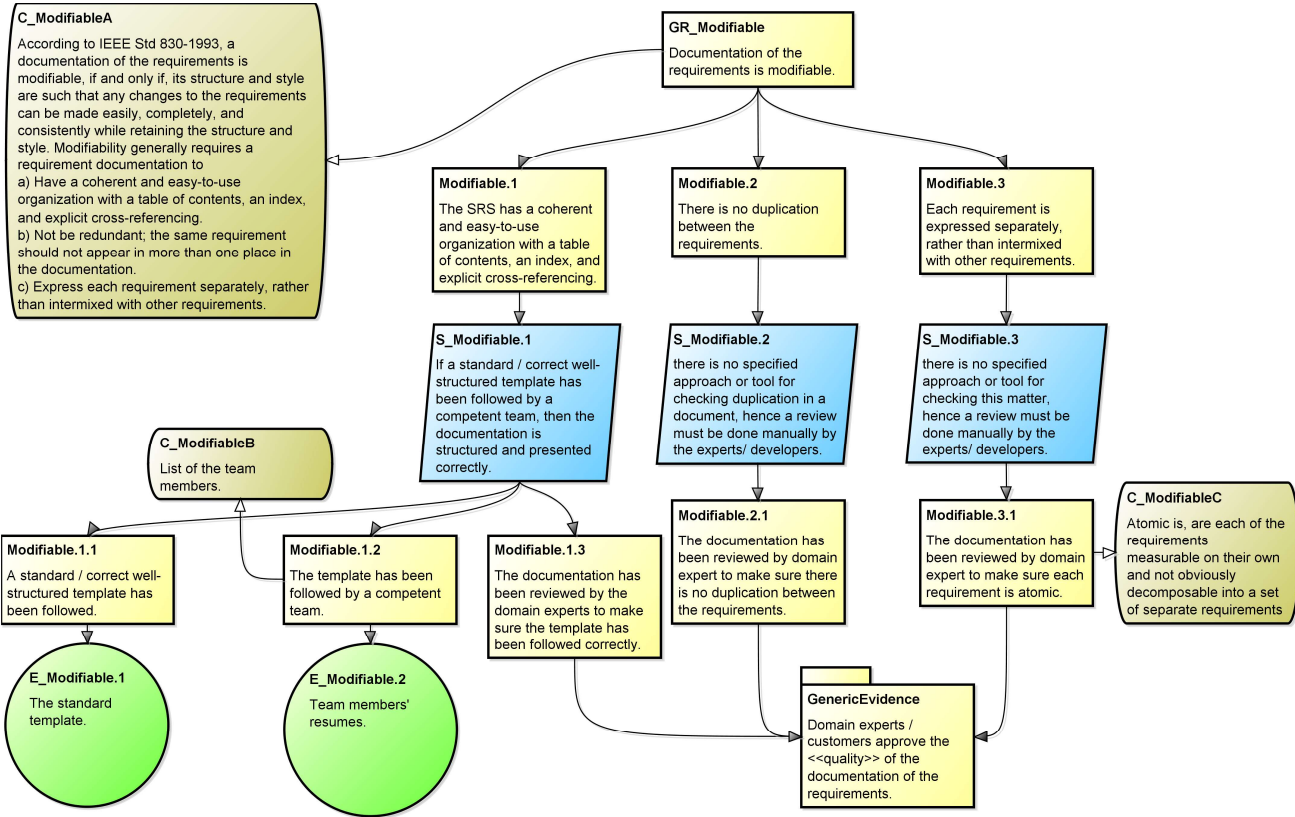 C_ModifiableA
According to IEEE Std 830-1993, a
documentation of the requirements is
modifiable, if and only if, its structure and style
are such that any changes to the requirements
can be made easily, completely, and
consistently while retaining the structure and
style. Modifiability generally requires a
requirement documentation to
a) Have a coherent and easy-to-use
organization with a table of contents, an index,
and explicit cross-referencing.
b) Not be redundant; the same requirement
should not appear in more than one place in
the documentation.
c) Express each requirement separately, rather
than intermixed with other requirements.
GR_Modifiable
Documentation of the
requirements is modifiable.
Modifiable.1
The SRS has a coherent
and easy-to-use
organization with a table
of contents, an index, and
explicit cross-referencing.
Modifiable.2
There is no duplication
between the
requirements.
Modifiable.3
Each requirement is
expressed separately,
rather than intermixed
with other requirements.
S_Modifiable.1
If a standard / correct well-
structured template has
been followed by a
competent team, then the
documentation is
structured and presented
correctly.
S_Modifiable.2
there is no specified
approach or tool for
checking duplication in a
document, hence a review
must be done manually by
the experts/ developers.
S_Modifiable.3
there is no specified
approach or tool for
checking this matter,
hence a review must be
done manually by the
experts/ developers.
C_ModifiableB
List of the team
members.
Modifiable.1.1
A standard / correct well-
structured template has
been followed.
Modifiable.1.2
The template has been
followed by a competent
team.
Modifiable.1.3
The documentation has
been reviewed by the
domain experts to make
sure the template has
been followed correctly.
Modifiable.2.1
The documentation has
been reviewed by domain
expert to make sure there
is no duplication between
the requirements.
Modifiable.3.1
The documentation has
been reviewed by domain
expert to make sure each
requirement is atomic.
C_ModifiableC
Atomic is, are each of the
requirements
measurable on their own
and not obviously
decomposable into a set
of separate requirements
E_Modifiable.1
The standard
template.
E_Modifiable.2
Team members'
resumes.
GenericEvidence
Domain experts /
customers approve the
<<quality>> of the
documentation of the
requirements.